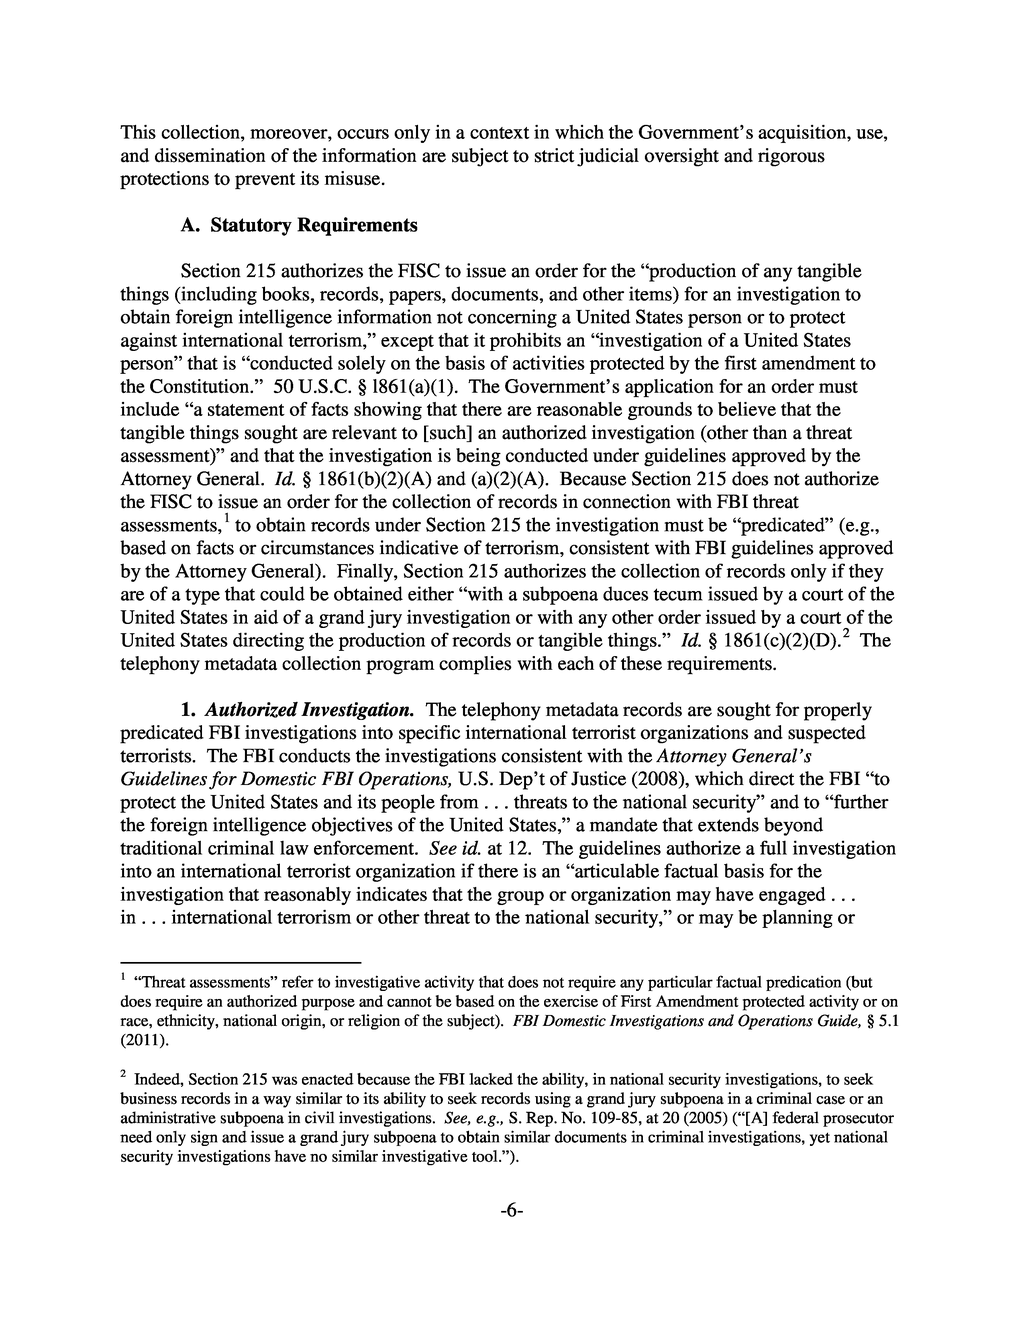 This collection, moreover, occurs only in a context in which the Government’s acquisition, use,
and dissemination of the information are subject to strict judicial oversight and rigorous
protections to prevent its misuse.
A. Statutory Requirements
Section 215 authorizes the FISC to issue an order for the “production of any tangible
things (including books, records, papers, documents, and other items) for an investigation to
obtain foreign intelligence information not concerning a United States person or to protect
against international terrorism,” except that it prohibits an “investigation of a United States
person” that is “conducted solely on the basis of activities protected by the first amendment to
the Constitution.” 50 U.S.C. § 1861(a)(1). The Government’s application for an order must
include “a statement of facts showing that there are reasonable grounds to believe that the
tangible things sought are relevant to [such] an authorized investigation (other than a threat
assessment)” and that the investigation is being conducted under guidelines approved by the
Attorney General. Id. § 1861(b)(2)(A) and (a)(2)(A). Because Section 215 does not authorize
the FISC to issue an order for the collection of records in connection with FBI threat
assessments,1 to obtain records under Section 215 the investigation must be “predicated” (e.g.,
based on facts or circumstances indicative of terrorism, consistent with FBI guidelines approved
by the Attorney General). Finally, Section 215 authorizes the collection of records only if they
are of a type that could be obtained either “with a subpoena duces tecum issued by a court of the
United States in aid of a grand jury investigation or with any other order issued by a court of the
United States directing the production of records or tangible things.” Id. § 1861(c)(2)(D).2 The
telephony metadata collection program complies with each of these requirements.
1. Authorized Investigation. The telephony metadata records are sought for properly
predicated FBI investigations into specific international terrorist organizations and suspected
terrorists. The FBI conducts the investigations consistent with the Attorney General’s
Guidelines for Domestic FBI Operations, U.S. Dep’t of Justice (2008), which direct the FBI “to
protect the United States and its people from . . . threats to the national security” and to “further
the foreign intelligence objectives of the United States,” a mandate that extends beyond
traditional criminal law enforcement. See id. at 12. The guidelines authorize a full investigation
into an international terrorist organization if there is an “articulable factual basis for the
investigation that reasonably indicates that the group or organization may have engaged . . .
in . . . international terrorism or other threat to the national security,” or may be planning or
1 “Threat assessments” refer to investigative activity that does not require any particular factual predication (but
does require an authorized purpose and cannot be based on the exercise of First Amendment protected activity or on
race, ethnicity, national origin, or religion of the subject). FBI Domestic Investigations and Operations Guide, § 5.1
(2011).
2 Indeed, Section 215 was enacted because the FBI lacked the ability, in national security investigations, to seek
business records in a way similar to its ability to seek records using a grand jury subpoena in a criminal case or an
administrative subpoena in civil investigations. See, e.g., S. Rep. No. 109-85, at 20 (2005) (“[A] federal prosecutor
need only sign and issue a grand jury subpoena to obtain similar documents in criminal investigations, yet national
security investigations have no similar investigative tool.”).
-6-